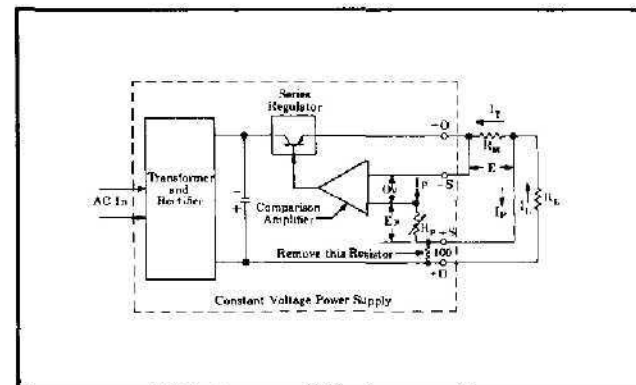 Series
Regulator
I_T
−O
R_M
Transformer
and
Rectifier
0V
−S
E
AC In
Comparison
Amplifier
I_P
I_L
R_L
R_P
+S
Remove this Resistor
100
Constant Voltage Power Supply